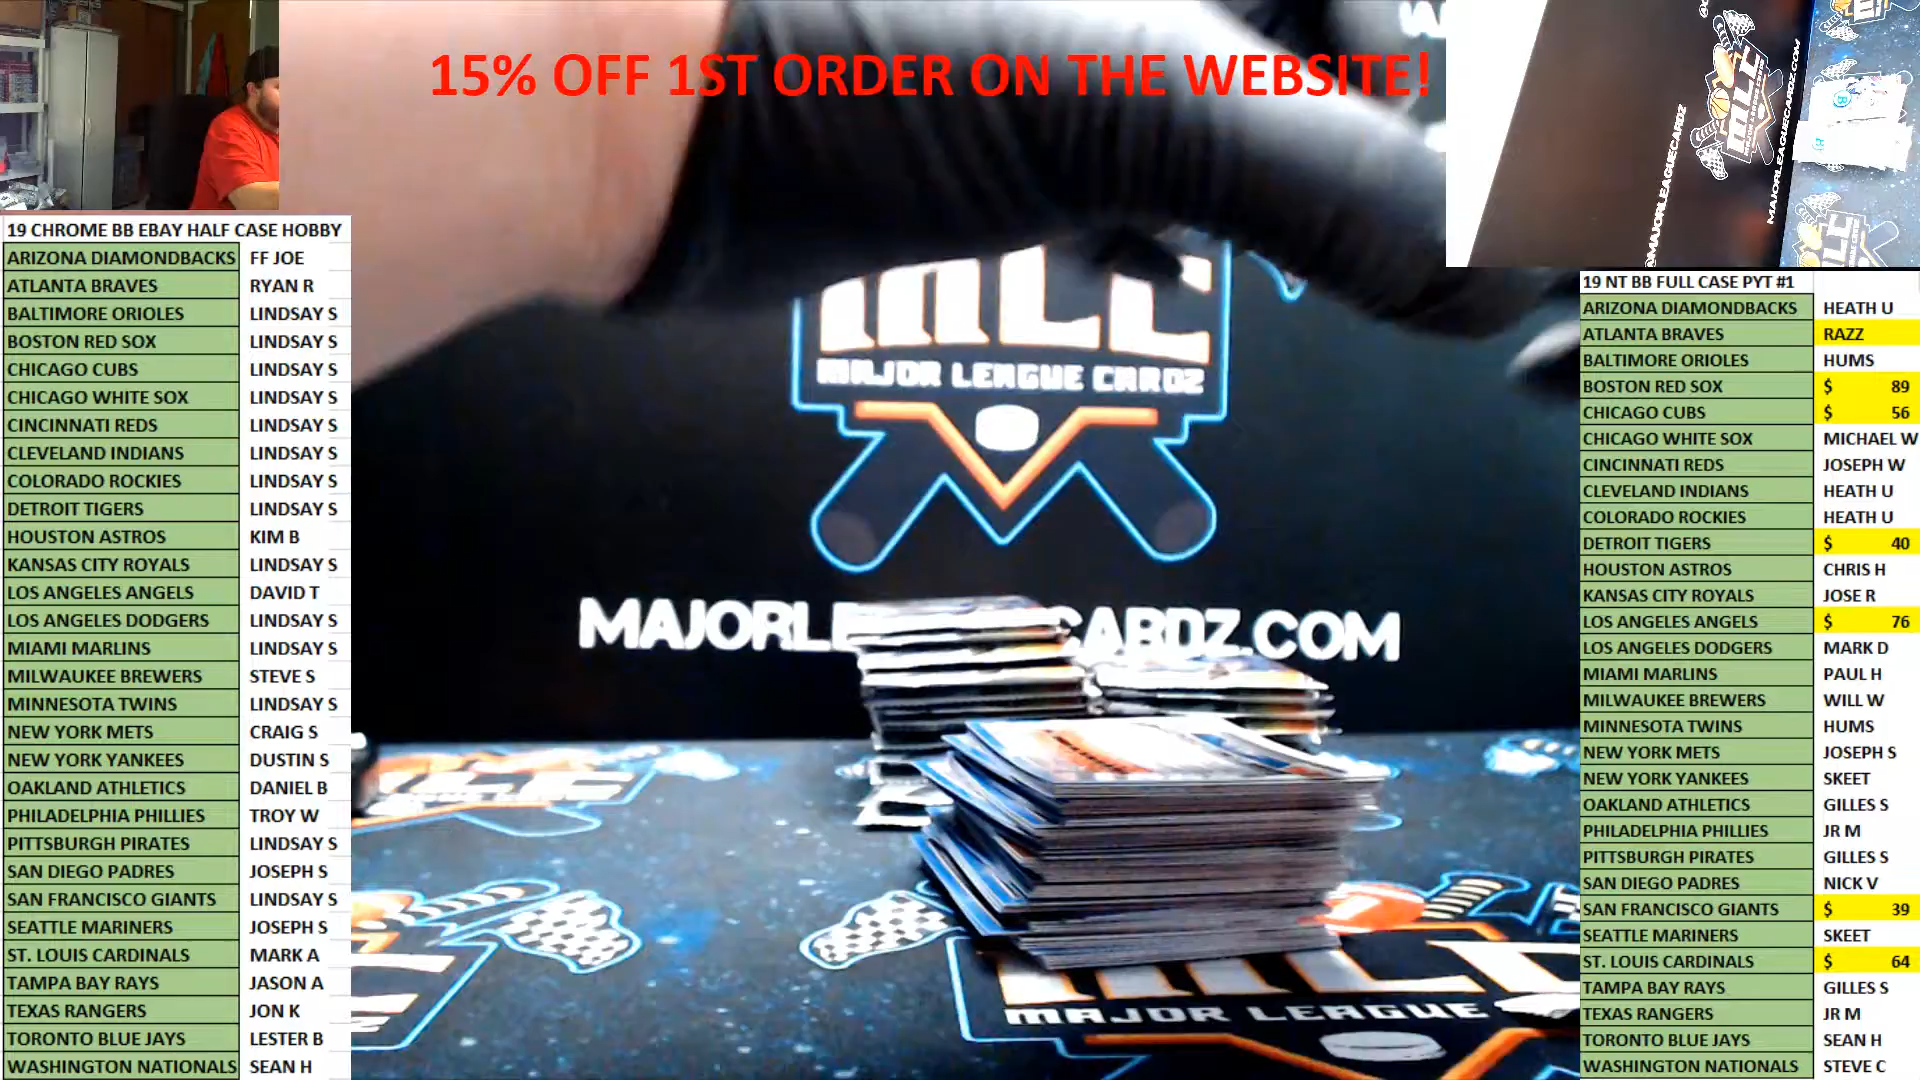 15% OFF 1ST ORDER ON THE WEBSITE!
19 CHROME BB EBAY HALF CASE HOBBY
ARIZONA DIAMONDBACKS FF JOE
ATLANTA BRAVES RYAN R
BALTIMORE ORIOLES LINDSAY S
BOSTON RED SOX LINDSAY S
CHICAGO CUBS LINDSAY S
CHICAGO WHITE SOX LINDSAY S
CINCINNATI REDS LINDSAY S
CLEVELAND INDIANS LINDSAY S
COLORADO ROCKIES LINDSAY S
DETROIT TIGERS LINDSAY S
HOUSTON ASTROS KIM B
KANSAS CITY ROYALS LINDSAY S
LOS ANGELES ANGELS DAVID T
LOS ANGELES DODGERS LINDSAY S
MIAMI MARLINS LINDSAY S
MILWAUKEE BREWERS STEVE S
MINNESOTA TWINS LINDSAY S
NEW YORK METS CRAIG S
NEW YORK YANKEES DUSTIN S
OAKLAND ATHLETICS DANIEL B
PHILADELPHIA PHILLIES TROY W
PITTSBURGH PIRATES LINDSAY S
SAN DIEGO PADRES JOSEPH S
SAN FRANCISCO GIANTS LINDSAY S
SEATTLE MARINERS JOSEPH S
ST. LOUIS CARDINALS MARK A
TAMPA BAY RAYS JASON A
TEXAS RANGERS JON K
TORONTO BLUE JAYS LESTER B
WASHINGTON NATIONALS SEAN H
MLC
MAJOR LEAGUE CARDZ
MAJORLE CARDZ.COM
MLC
MAJOR LEAGUE
@MAJORLEAGUECARDZ
MLC
MAJORLEAGUECARDZ.COM
MLC
19 NT BB FULL CASE PYT #1
ARIZONA DIAMONDBACKS HEATH U
ATLANTA BRAVES RAZZ
BALTIMORE ORIOLES HUMS
BOSTON RED SOX $ 89
CHICAGO CUBS $ 56
CHICAGO WHITE SOX MICHAEL W
CINCINNATI REDS JOSEPH W
CLEVELAND INDIANS HEATH U
COLORADO ROCKIES HEATH U
DETROIT TIGERS $ 40
HOUSTON ASTROS CHRIS H
KANSAS CITY ROYALS JOSE R
LOS ANGELES ANGELS $ 76
LOS ANGELES DODGERS MARK D
MIAMI MARLINS PAUL H
MILWAUKEE BREWERS WILL W
MINNESOTA TWINS HUMS
NEW YORK METS JOSEPH S
NEW YORK YANKEES SKEET
OAKLAND ATHLETICS GILLES S
PHILADELPHIA PHILLIES JR M
PITTSBURGH PIRATES GILLES S
SAN DIEGO PADRES NICK V
SAN FRANCISCO GIANTS $ 39
SEATTLE MARINERS SKEET
ST. LOUIS CARDINALS $ 64
TAMPA BAY RAYS GILLES S
TEXAS RANGERS JR M
TORONTO BLUE JAYS SEAN H
WASHINGTON NATIONALS STEVE C